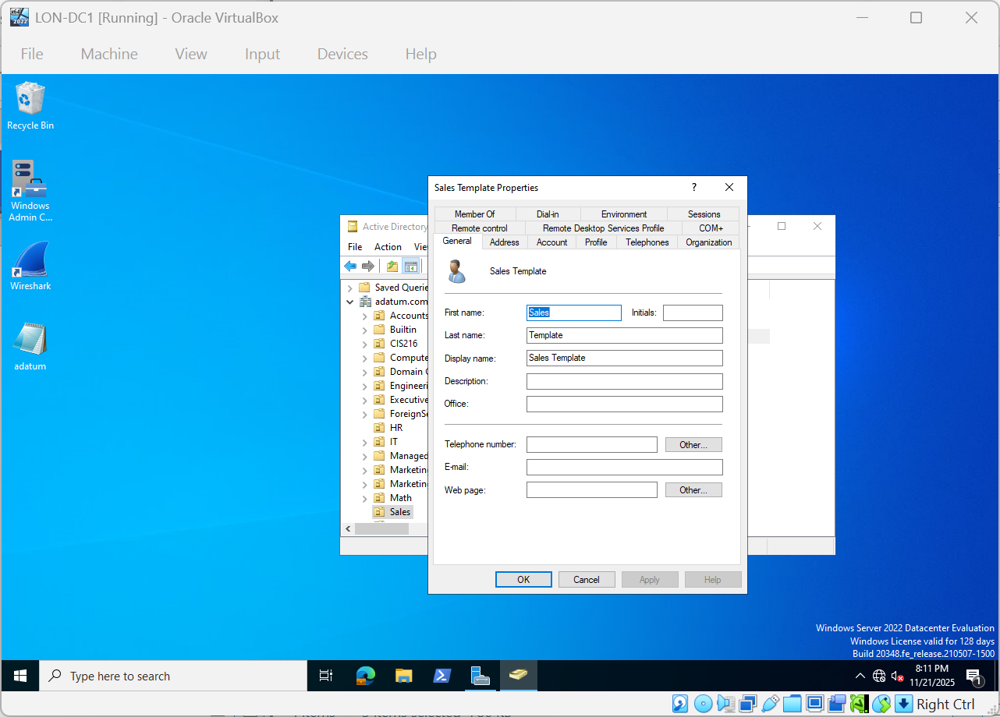 LON-DC1 [Running] - Oracle VirtualBox
File Machine View Input Devices Help
Recycle Bin
Windows
Admin C...
Wireshark
adatum
Active Directory
File Action
Saved Querie
adatum.com
Accounts
Builtin
CIS216
Compute
Domain
Engineeri
Executive
ForeignSe
HR
IT
Managed
Marketin
Marketin
Math
Sales
Sales Template Properties
?
Member Of Dial-in Environment Sessions
Remote control Remote Desktop Services Profile COM+
General Address Account Profile Telephones Organization
Sales Template
First name: Sales Initials:
Last name: Template
Display name: Sales Template
Description:
Office:
Telephone number: Other...
E-mail:
Web page: Other...
OK Cancel Apply Help
Windows Server 2022 Datacenter Evaluation
Windows License valid for 128 days
Build 20348.fe_release.210507-1500
Type here to search
8:11 PM
11/21/2025
1
Right Ctrl